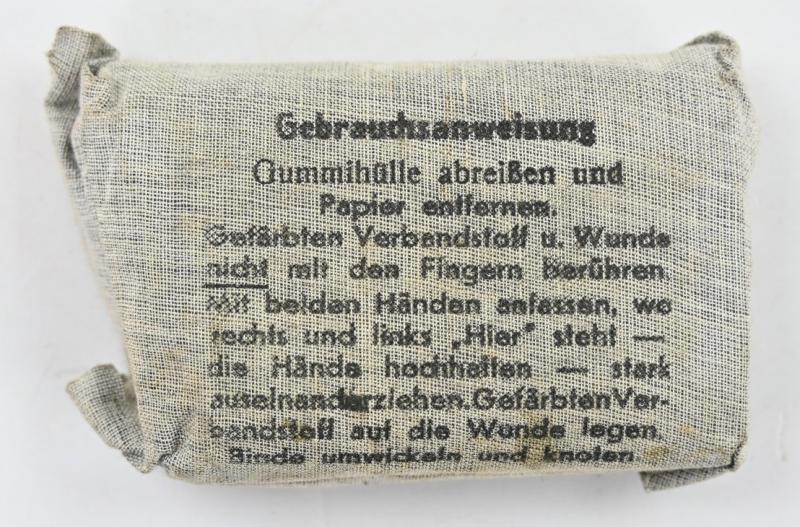 Gebrauchsanweisung
Gummihülle abreißen und
Papier entfernen.
Gefärbten Verbandstoff u. Wunde
nicht mit den Fingern berühren.
Mit beiden Händen anfassen, wo
rechts und links „Hier" steht —
die Hände hochhalten — stark
auseinanderziehen. Gefärbten Ver-
bandstoff auf die Wunde legen.
Binde umwickeln und knoten.